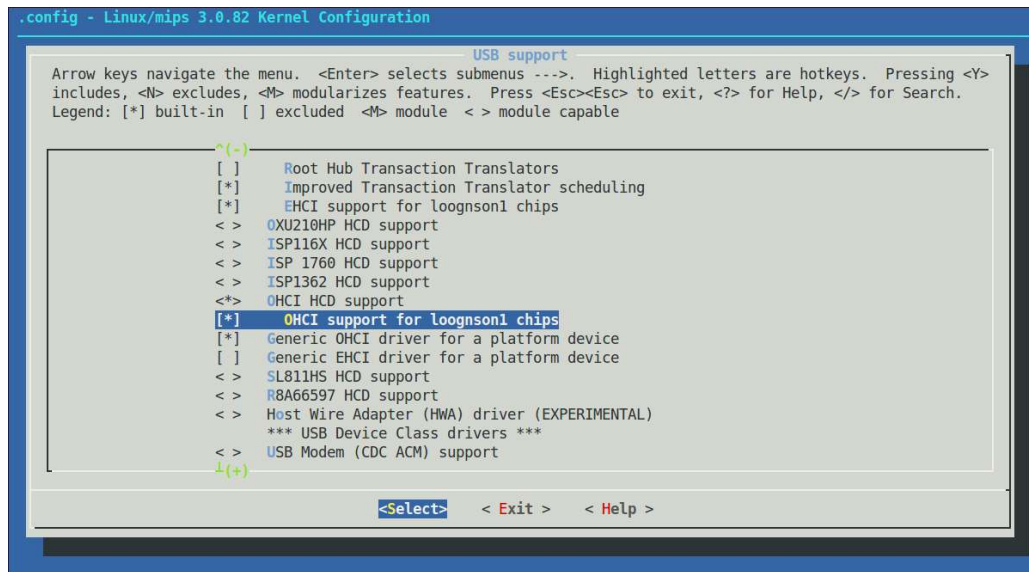 .config - Linux/mips 3.0.82 Kernel Configuration
USB support
Arrow keys navigate the menu.  <Enter> selects submenus --->.  Highlighted letters are hotkeys.  Pressing <Y>
includes, <N> excludes, <M> modularizes features.  Press <Esc><Esc> to exit, <?> for Help, </> for Search.
Legend: [*] built-in  [ ] excluded  <M> module  < > module capable
^(-)
[ ]     Root Hub Transaction Translators
[*]     Improved Transaction Translator scheduling
[*]     EHCI support for loognson1 chips
< >   OXU210HP HCD support
< >   ISP116X HCD support
< >   ISP 1760 HCD support
< >   ISP1362 HCD support
<*>   OHCI HCD support
[*]     OHCI support for loognson1 chips
[*]   Generic OHCI driver for a platform device
[ ]   Generic EHCI driver for a platform device
< >   SL811HS HCD support
< >   R8A66597 HCD support
< >   Host Wire Adapter (HWA) driver (EXPERIMENTAL)
*** USB Device Class drivers ***
< >   USB Modem (CDC ACM) support
┴(+)
<Select>    < Exit >    < Help >